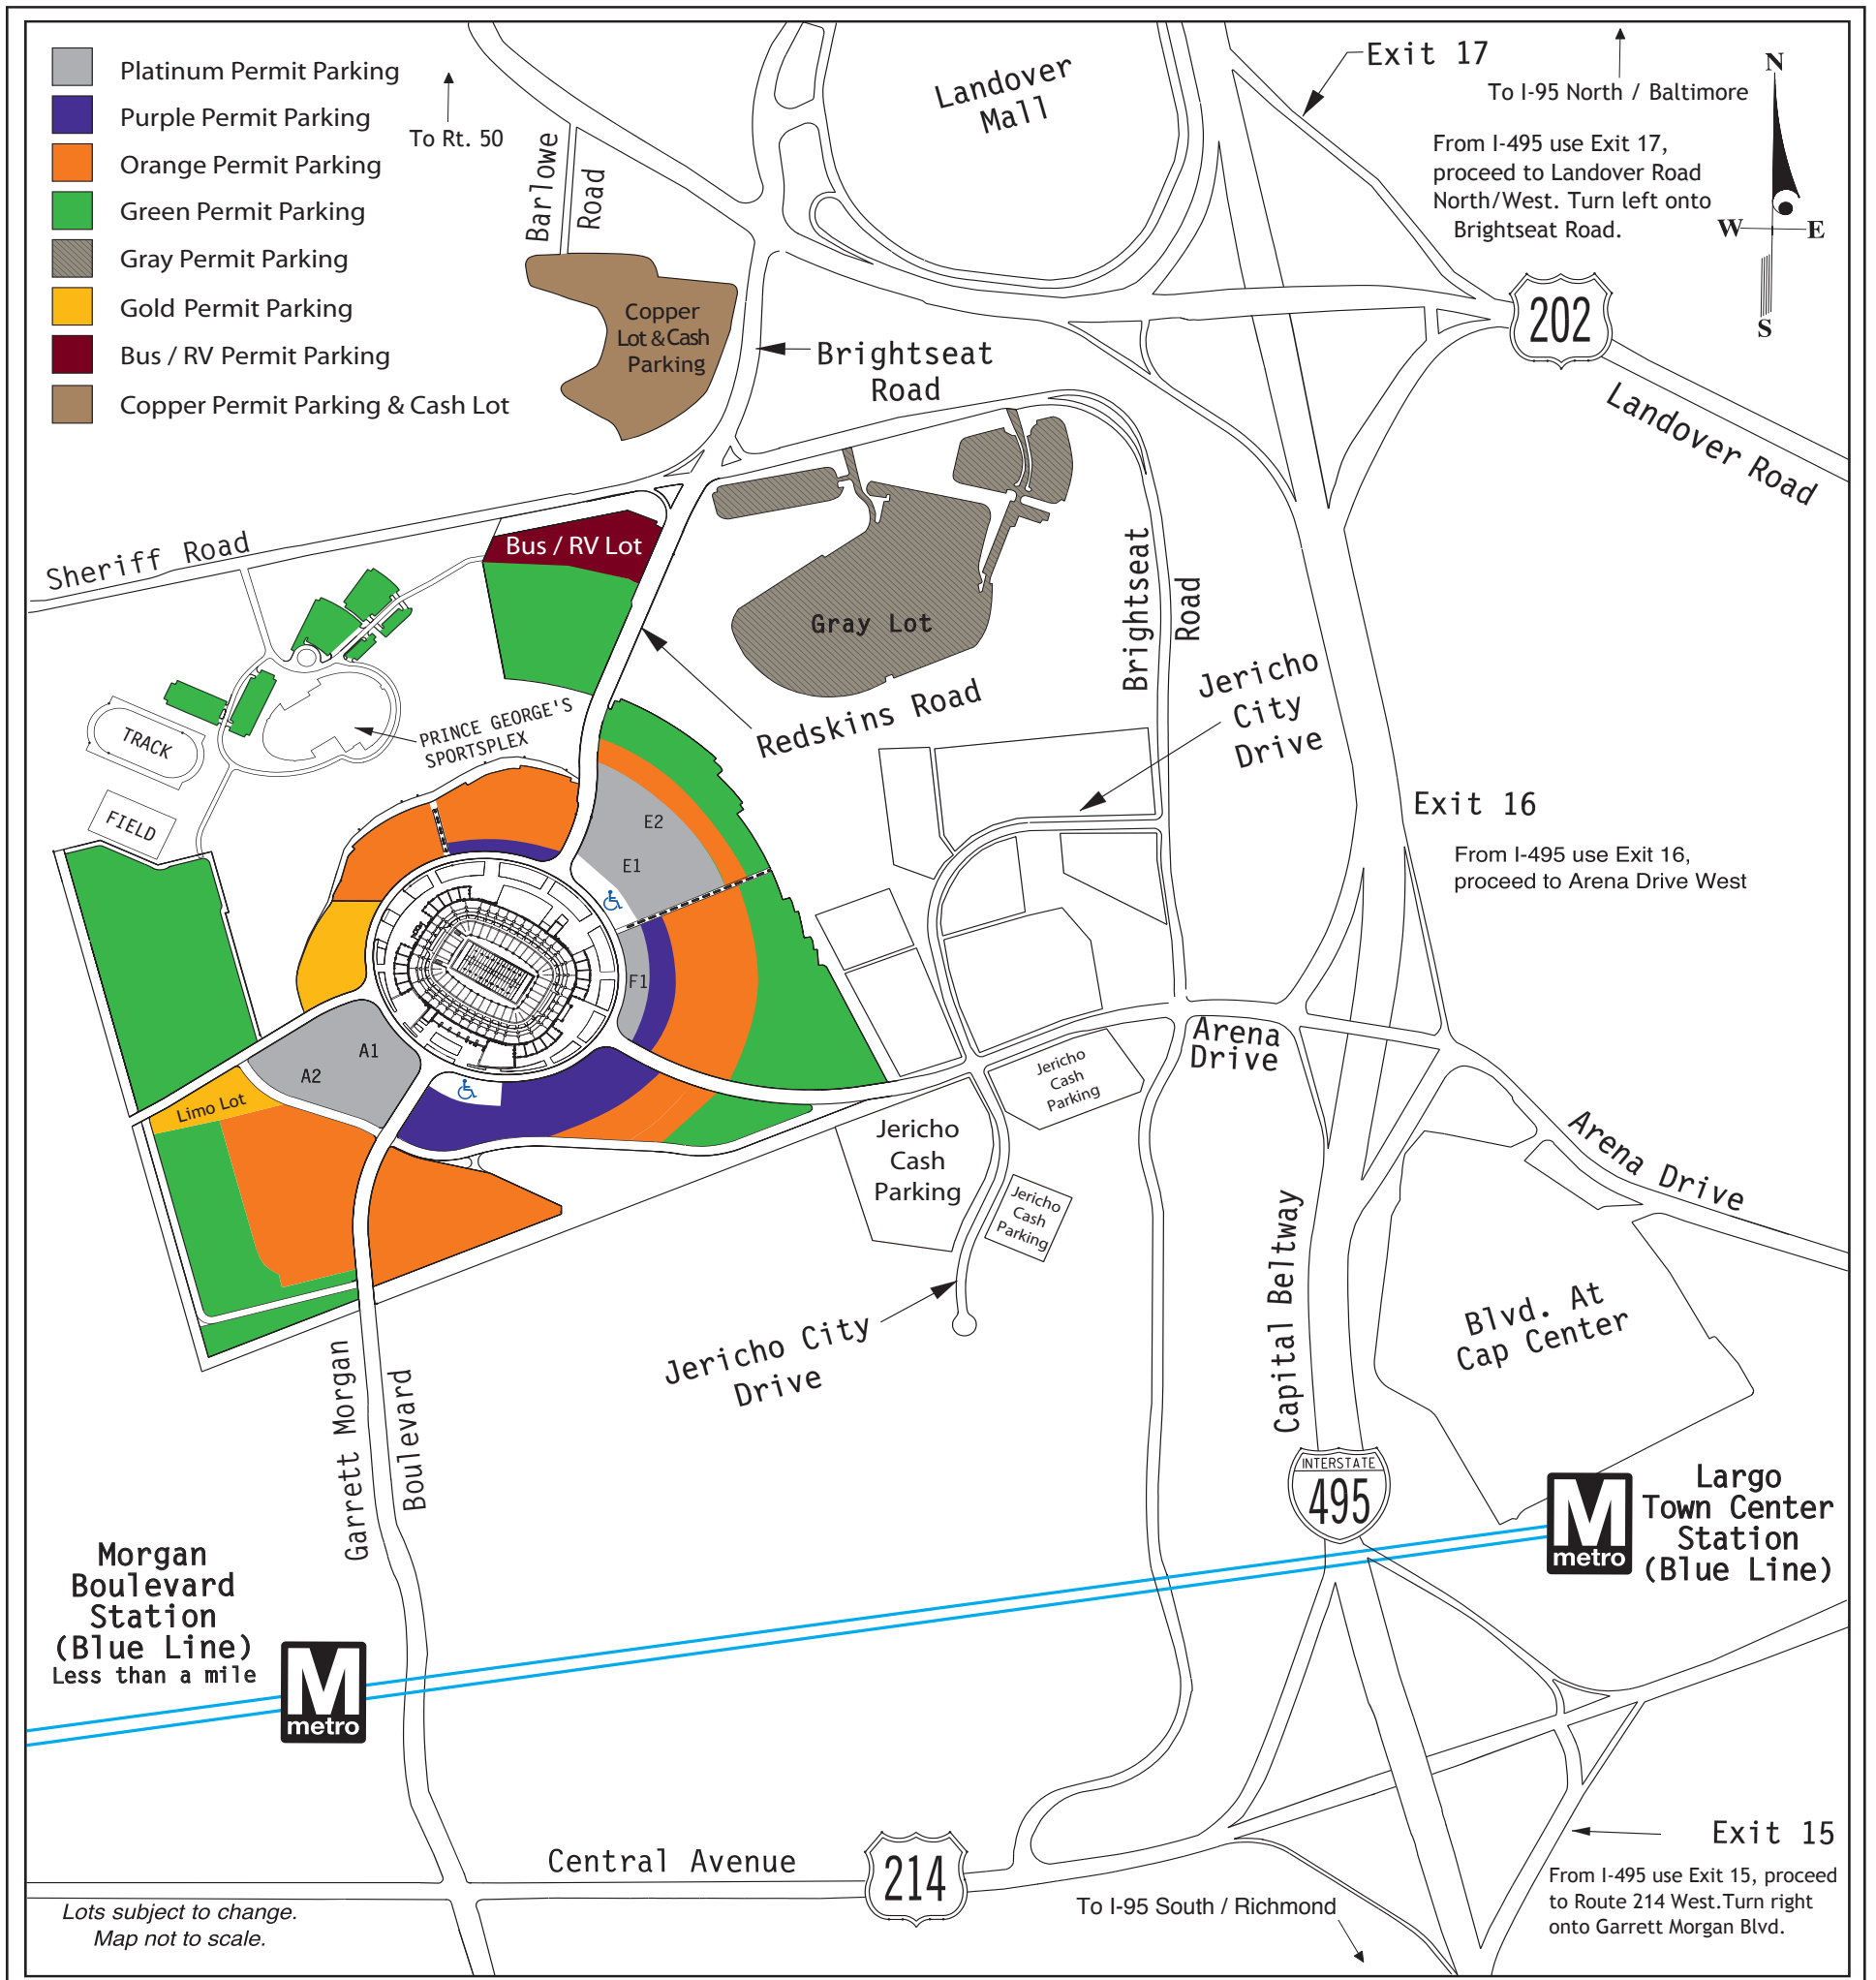 Platinum Permit Parking
Purple Permit Parking
Orange Permit Parking
Green Permit Parking
Gray Permit Parking
Gold Permit Parking
Bus / RV Permit Parking
Copper Permit Parking & Cash Lot
To Rt. 50
Barlowe
Road
Landover
Mall
Exit 17
To I-95 North / Baltimore
From I-495 use Exit 17,
proceed to Landover Road
North/West. Turn left onto
Brightseat Road.
N
W
E
S
202
Landover Road
Copper
Lot & Cash
Parking
Brightseat
Road
Sheriff Road
Bus / RV Lot
Gray Lot
Brightseat
Road
Redskins Road
Jericho
City
Drive
PRINCE GEORGE'S
SPORTSPLEX
TRACK
FIELD
E2
E1
F1
A1
A2
Limo Lot
Exit 16
From I-495 use Exit 16,
proceed to Arena Drive West
Arena
Drive
Jericho
Cash
Parking
Jericho
Cash
Parking
Jericho
Cash
Parking
Arena Drive
Jericho City
Drive
Capital Beltway
Blvd. At
Cap Center
Garrett Morgan
Boulevard
INTERSTATE
495
M
metro
Largo
Town Center
Station
(Blue Line)
Morgan
Boulevard
Station
(Blue Line)
Less than a mile
M
metro
Central Avenue
214
Exit 15
From I-495 use Exit 15, proceed
to Route 214 West.Turn right
onto Garrett Morgan Blvd.
To I-95 South / Richmond
Lots subject to change.
Map not to scale.